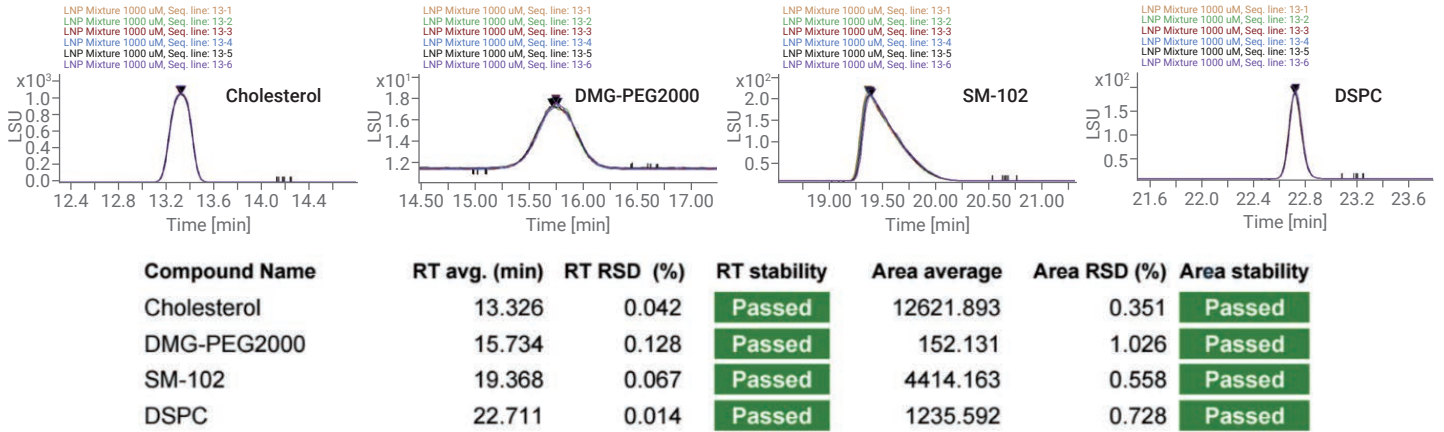 LNP Mixture 1000 uM, Seq. line: 13-1
LNP Mixture 1000 uM, Seq. line: 13-2
LNP Mixture 1000 uM, Seq. line: 13-3
LNP Mixture 1000 uM, Seq. line: 13-4
LNP Mixture 1000 uM, Seq. line: 13-5
LNP Mixture 1000 uM, Seq. line: 13-6
x10³
1.0
0.8
0.6
0.4
0.2
0.0
LSU
Cholesterol
12.4 12.8 13.2 13.6 14.0 14.4
Time [min]
LNP Mixture 1000 uM, Seq. line: 13-1
LNP Mixture 1000 uM, Seq. line: 13-2
LNP Mixture 1000 uM, Seq. line: 13-3
LNP Mixture 1000 uM, Seq. line: 13-4
LNP Mixture 1000 uM, Seq. line: 13-5
LNP Mixture 1000 uM, Seq. line: 13-6
x10¹
1.8
1.6
1.4
1.2
LSU
DMG-PEG2000
14.50 15.00 15.50 16.00 16.50 17.00
Time [min]
LNP Mixture 1000 uM, Seq. line: 13-1
LNP Mixture 1000 uM, Seq. line: 13-2
LNP Mixture 1000 uM, Seq. line: 13-3
LNP Mixture 1000 uM, Seq. line: 13-4
LNP Mixture 1000 uM, Seq. line: 13-5
LNP Mixture 1000 uM, Seq. line: 13-6
x10²
2.0
1.5
1.0
0.5
LSU
SM-102
19.00 19.50 20.00 20.50 21.00
Time [min]
LNP Mixture 1000 uM, Seq. line: 13-1
LNP Mixture 1000 uM, Seq. line: 13-2
LNP Mixture 1000 uM, Seq. line: 13-3
LNP Mixture 1000 uM, Seq. line: 13-4
LNP Mixture 1000 uM, Seq. line: 13-5
LNP Mixture 1000 uM, Seq. line: 13-6
x10²
1.5
1.0
0.5
LSU
DSPC
21.6 22.0 22.4 22.8 23.2 23.6
Time [min]
Compound Name RT avg. (min) RT RSD (%) RT stability Area average Area RSD (%) Area stability
Cholesterol 13.326 0.042 Passed 12621.893 0.351 Passed
DMG-PEG2000 15.734 0.128 Passed 152.131 1.026 Passed
SM-102 19.368 0.067 Passed 4414.163 0.558 Passed
DSPC 22.711 0.014 Passed 1235.592 0.728 Passed